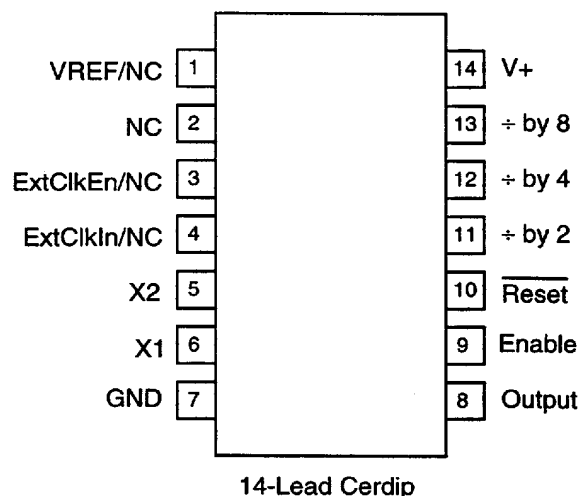 VREF/NC 1 14 V+
NC 2 13 ÷ by 8
ExtClkEn/NC 3 12 ÷ by 4
ExtClkIn/NC 4 11 ÷ by 2
X2 5 10 Reset
X1 6 9 Enable
GND 7 8 Output
14-Lead Cerdip